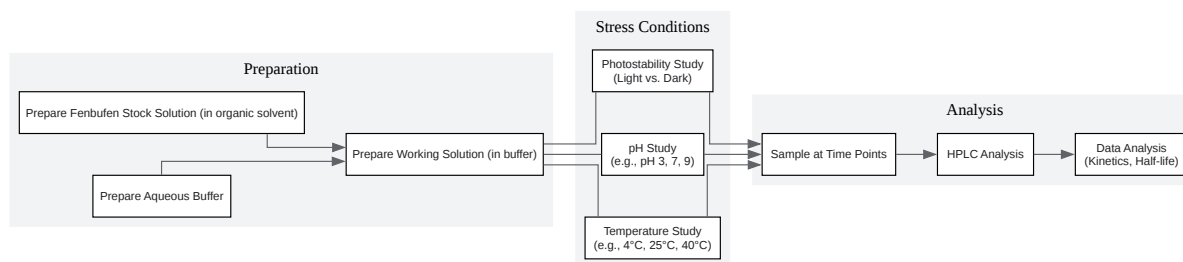 Preparation
Prepare Fenbufen Stock Solution (in organic solvent)
Prepare Aqueous Buffer
Prepare Working Solution (in buffer)
Stress Conditions
Photostability Study
(Light vs. Dark)
pH Study
(e.g., pH 3, 7, 9)
Temperature Study
(e.g., 4°C, 25°C, 40°C)
Analysis
Sample at Time Points
HPLC Analysis
Data Analysis
(Kinetics, Half-life)